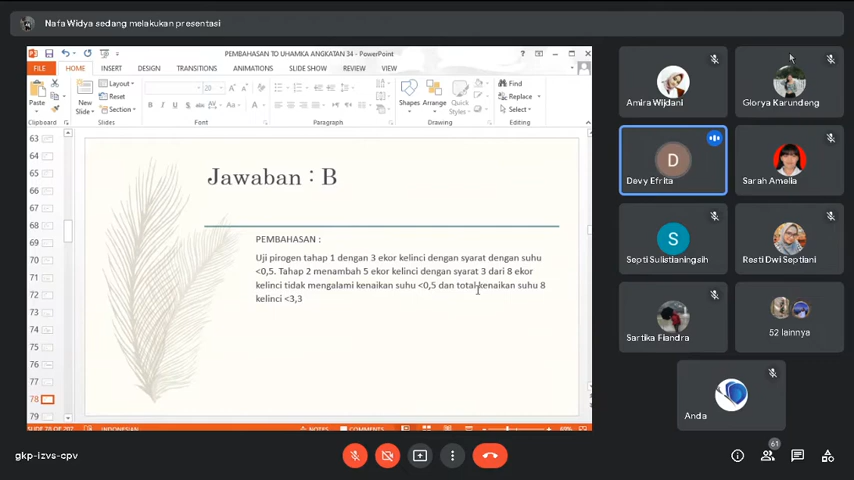 Nafa Widya sedang melakukan presentasi
PEMBAHASAN TO UHAMKA ANGKATAN 34 - PowerPoint
FILE HOME INSERT DESIGN TRANSITIONS ANIMATIONS SLIDE SHOW REVIEW VIEW
Paste
New
Slide
Layout
Reset
Section
Shapes
Arrange
Quick
Styles
Find
Replace
Select
Clipboard
Slides
Font
Paragraph
Drawing
Editing
63
64
65
66
67
68
69
70
71
72
73
74
75
76
77
78
79
Jawaban : B
PEMBAHASAN :
Uji pirogen tahap 1 dengan 3 ekor kelinci dengan syarat dengan suhu
<0,5. Tahap 2 menambah 5 ekor kelinci dengan syarat 3 dari 8 ekor
kelinci tidak mengalami kenaikan suhu <0,5 dan total kenaikan suhu 8
kelinci <3,3
INDONESIAN
NOTES
COMMENTS
69%
Amira Wijdani
Glorya Karundeng
D
Devy Efrita
Sarah Amelia
S
Septi Sulistianingsih
Resti Dwi Septiani
Sartika Fiandra
52 lainnya
Anda
gkp-izvs-cpv
61